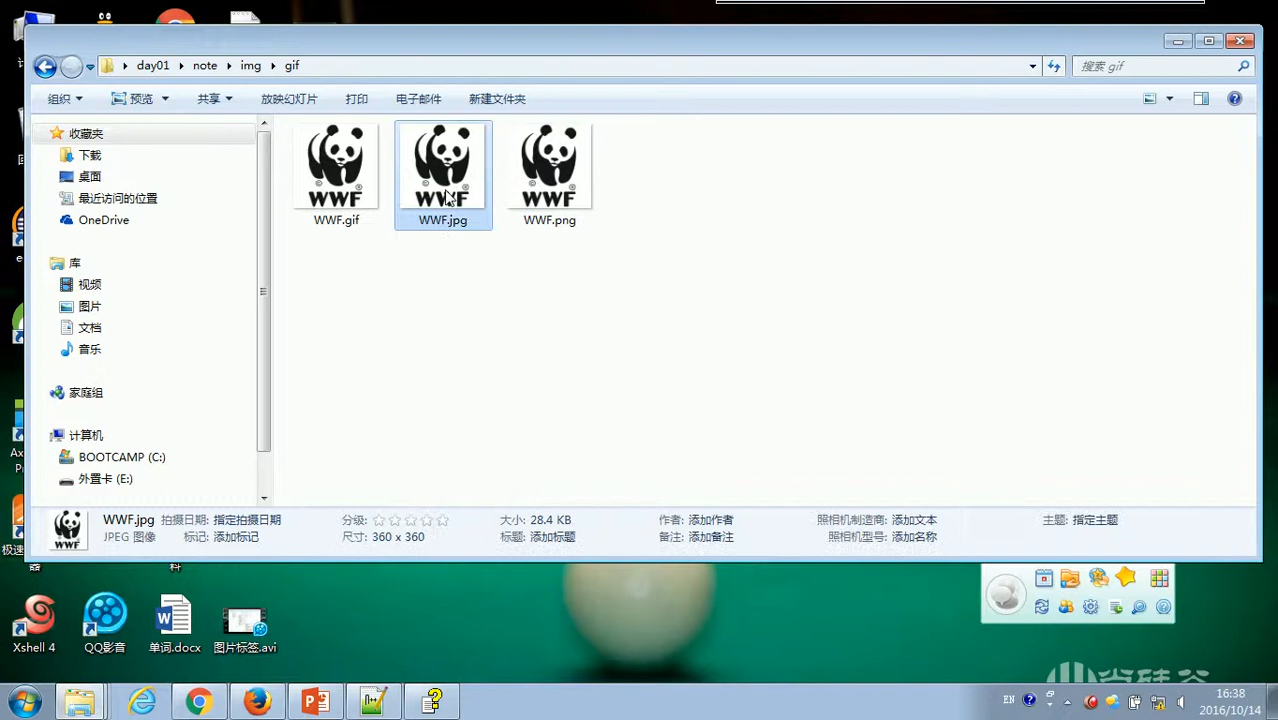 day01 note img gif
搜索 gif
组织 预览 共享 放映幻灯片 打印 电子邮件 新建文件夹
收藏夹
下载
桌面
最近访问的位置
OneDrive
库
视频
图片
文档
音乐
家庭组
计算机
BOOTCAMP (C:)
外置卡 (E:)
WWF WWF WWF
WWF.gif WWF.jpg WWF.png
WWF
WWF.jpg 拍摄日期: 指定拍摄日期 分级: 大小: 28.4 KB 作者: 添加作者 照相机制造商: 添加文本 主题: 指定主题
JPEG 图像 标记: 添加标记 尺寸: 360 x 360 标题: 添加标题 备注: 添加备注 照相机型号: 添加名称
Xshell 4 QQ影音 单词.docx 图片标签.avi
尚硅谷
EN 16:38
2016/10/14